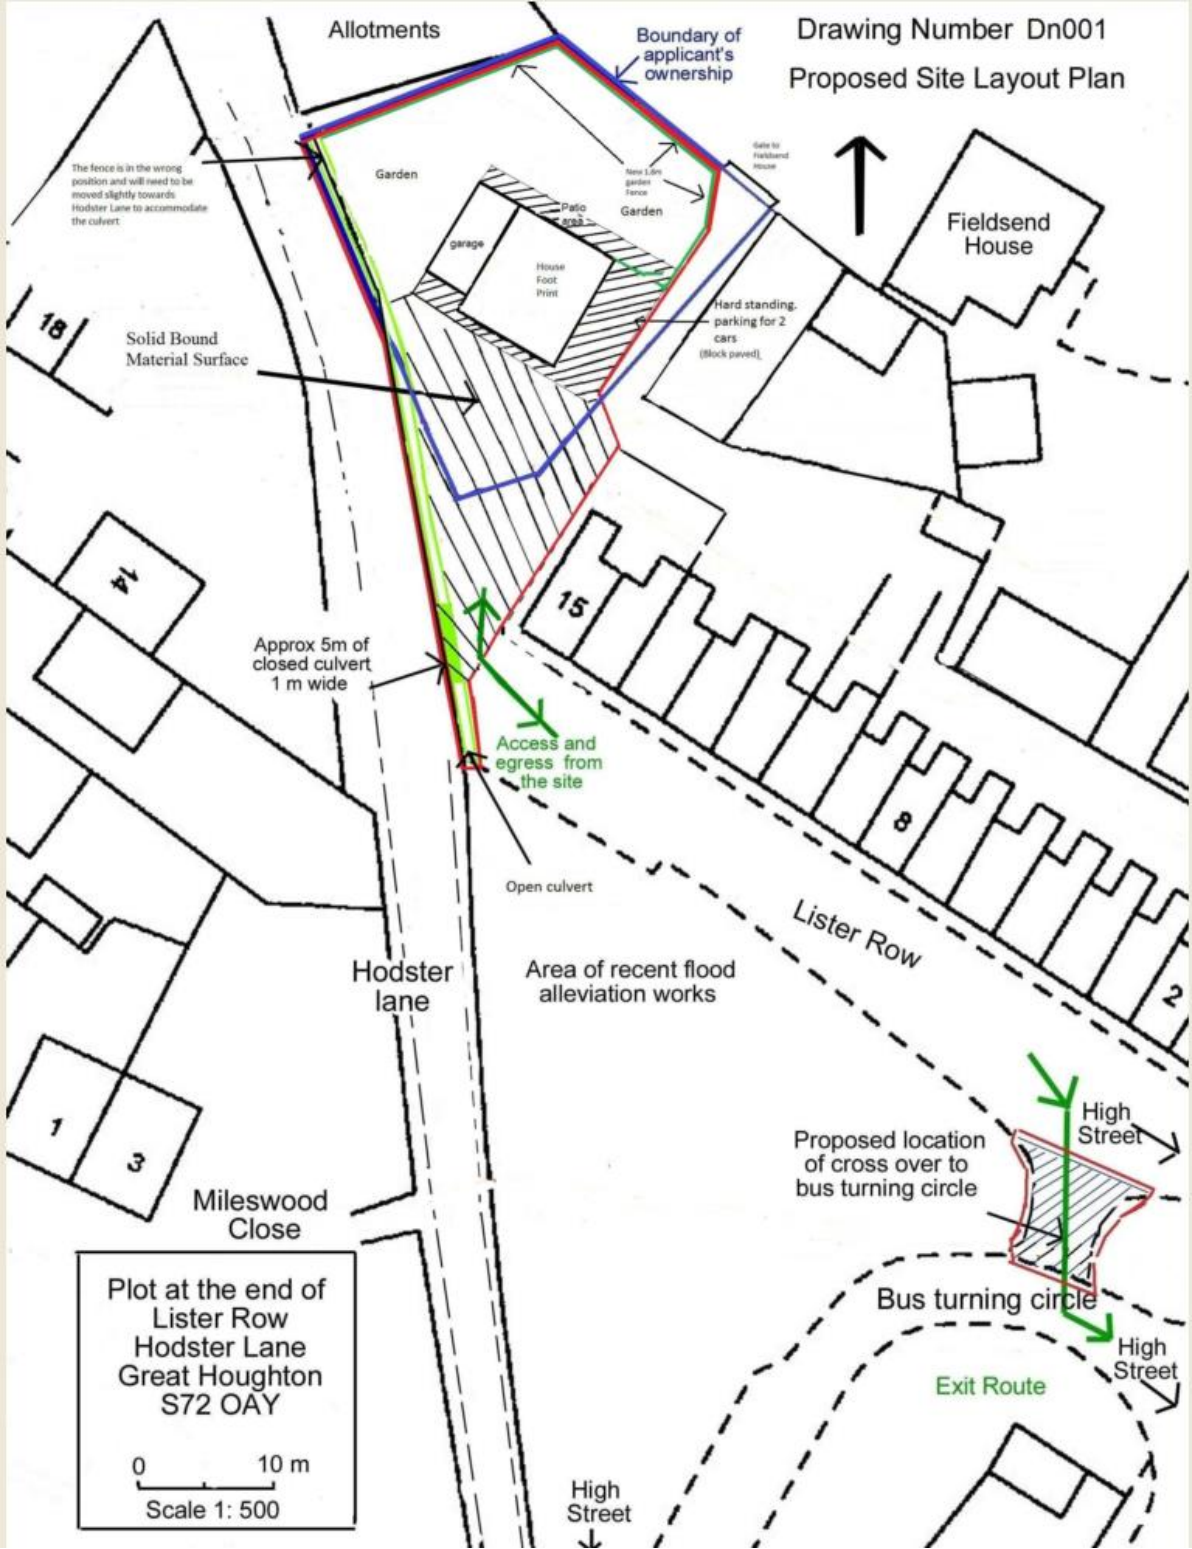 Allotments
Boundary of
applicant's
ownership
Drawing Number Dn001
Proposed Site Layout Plan
The fence is in the wrong
position and will need to be
moved slightly towards
Hodster Lane to accommodate
the culvert
Garden
Gate to
Fieldsend
House
New 1.8m
garden
Fence
Patio
area
Garden
garage
House
Foot
Print
Fieldsend
House
18
Solid Bound
Material Surface
Hard standing.
parking for 2
cars
(Block paved)
14
15
Approx 5m of
closed culvert
1 m wide
Access and
egress from
the site
8
Open culvert
Lister Row
Hodster
lane
Area of recent flood
alleviation works
2
1
3
High
Street
Proposed location
of cross over to
bus turning circle
Mileswood
Close
Bus turning circle
High
Street
Exit Route
Plot at the end of
Lister Row
Hodster Lane
Great Houghton
S72 OAY
0 10 m
Scale 1: 500
High
Street